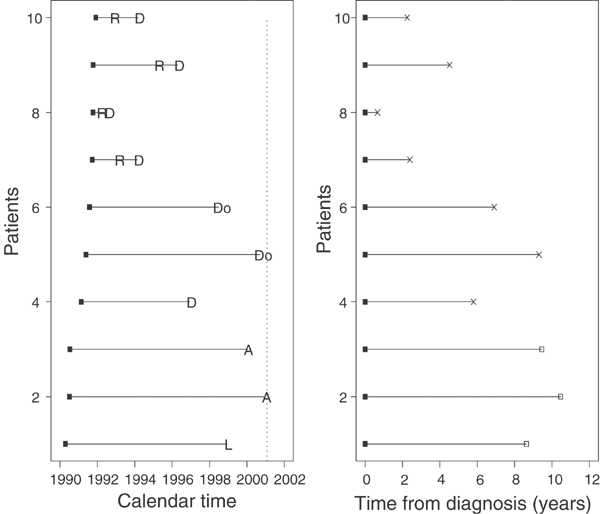 10
R D
8
R D
RD
R D
6
Do
Do
4
D
A
2
A
L
Patients
1990 1992 1994 1996 1998 2000 2002
Calendar time
10
8
6
4
2
Patients
0 2 4 6 8 10 12
Time from diagnosis (years)